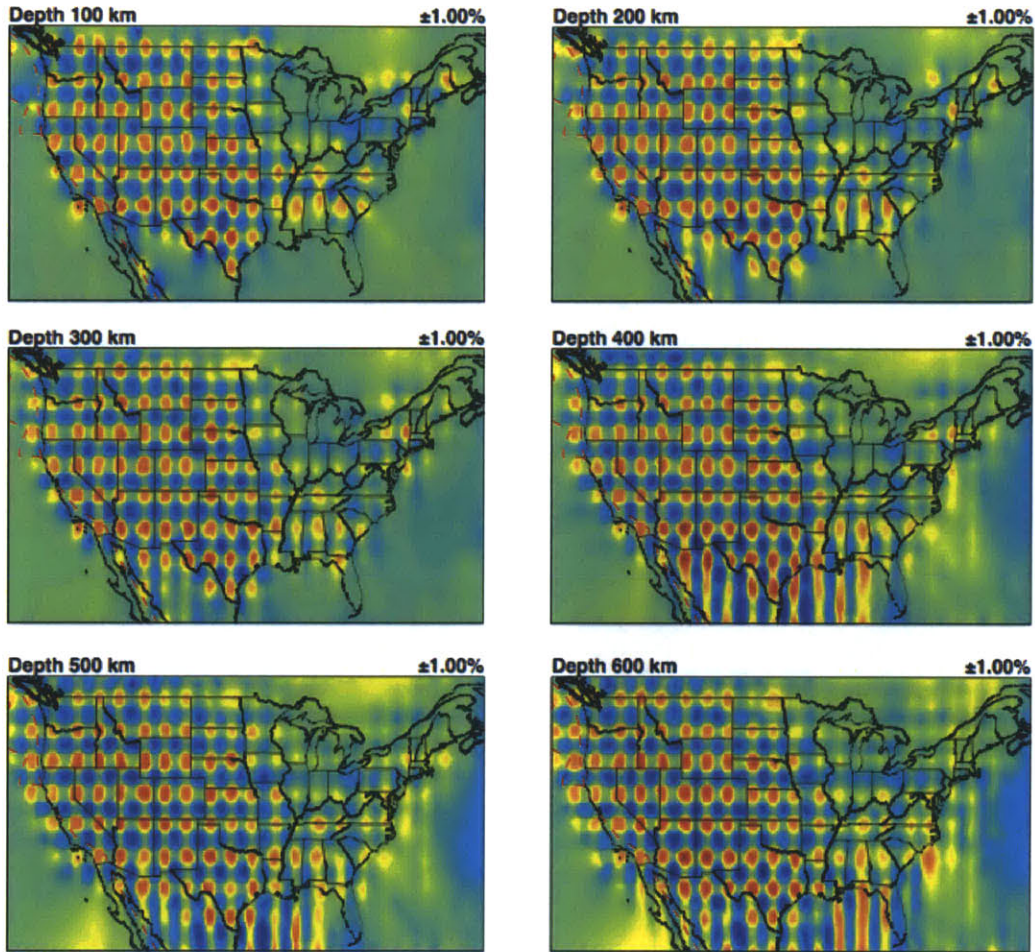 Depth 100 km ±1.00%
Depth 200 km ±1.00%
Depth 300 km ±1.00%
Depth 400 km ±1.00%
Depth 500 km ±1.00%
Depth 600 km ±1.00%